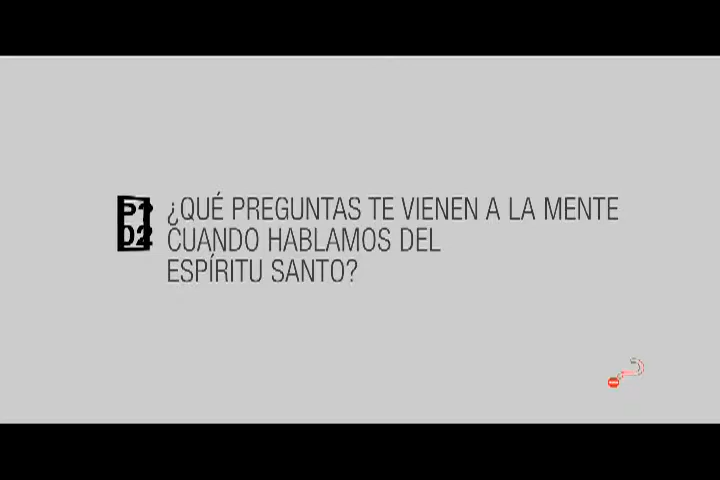 ¿QUÉ PREGUNTAS TE VIENEN A LA MENTE
CUANDO HABLAMOS DEL
ESPÍRITU SANTO?